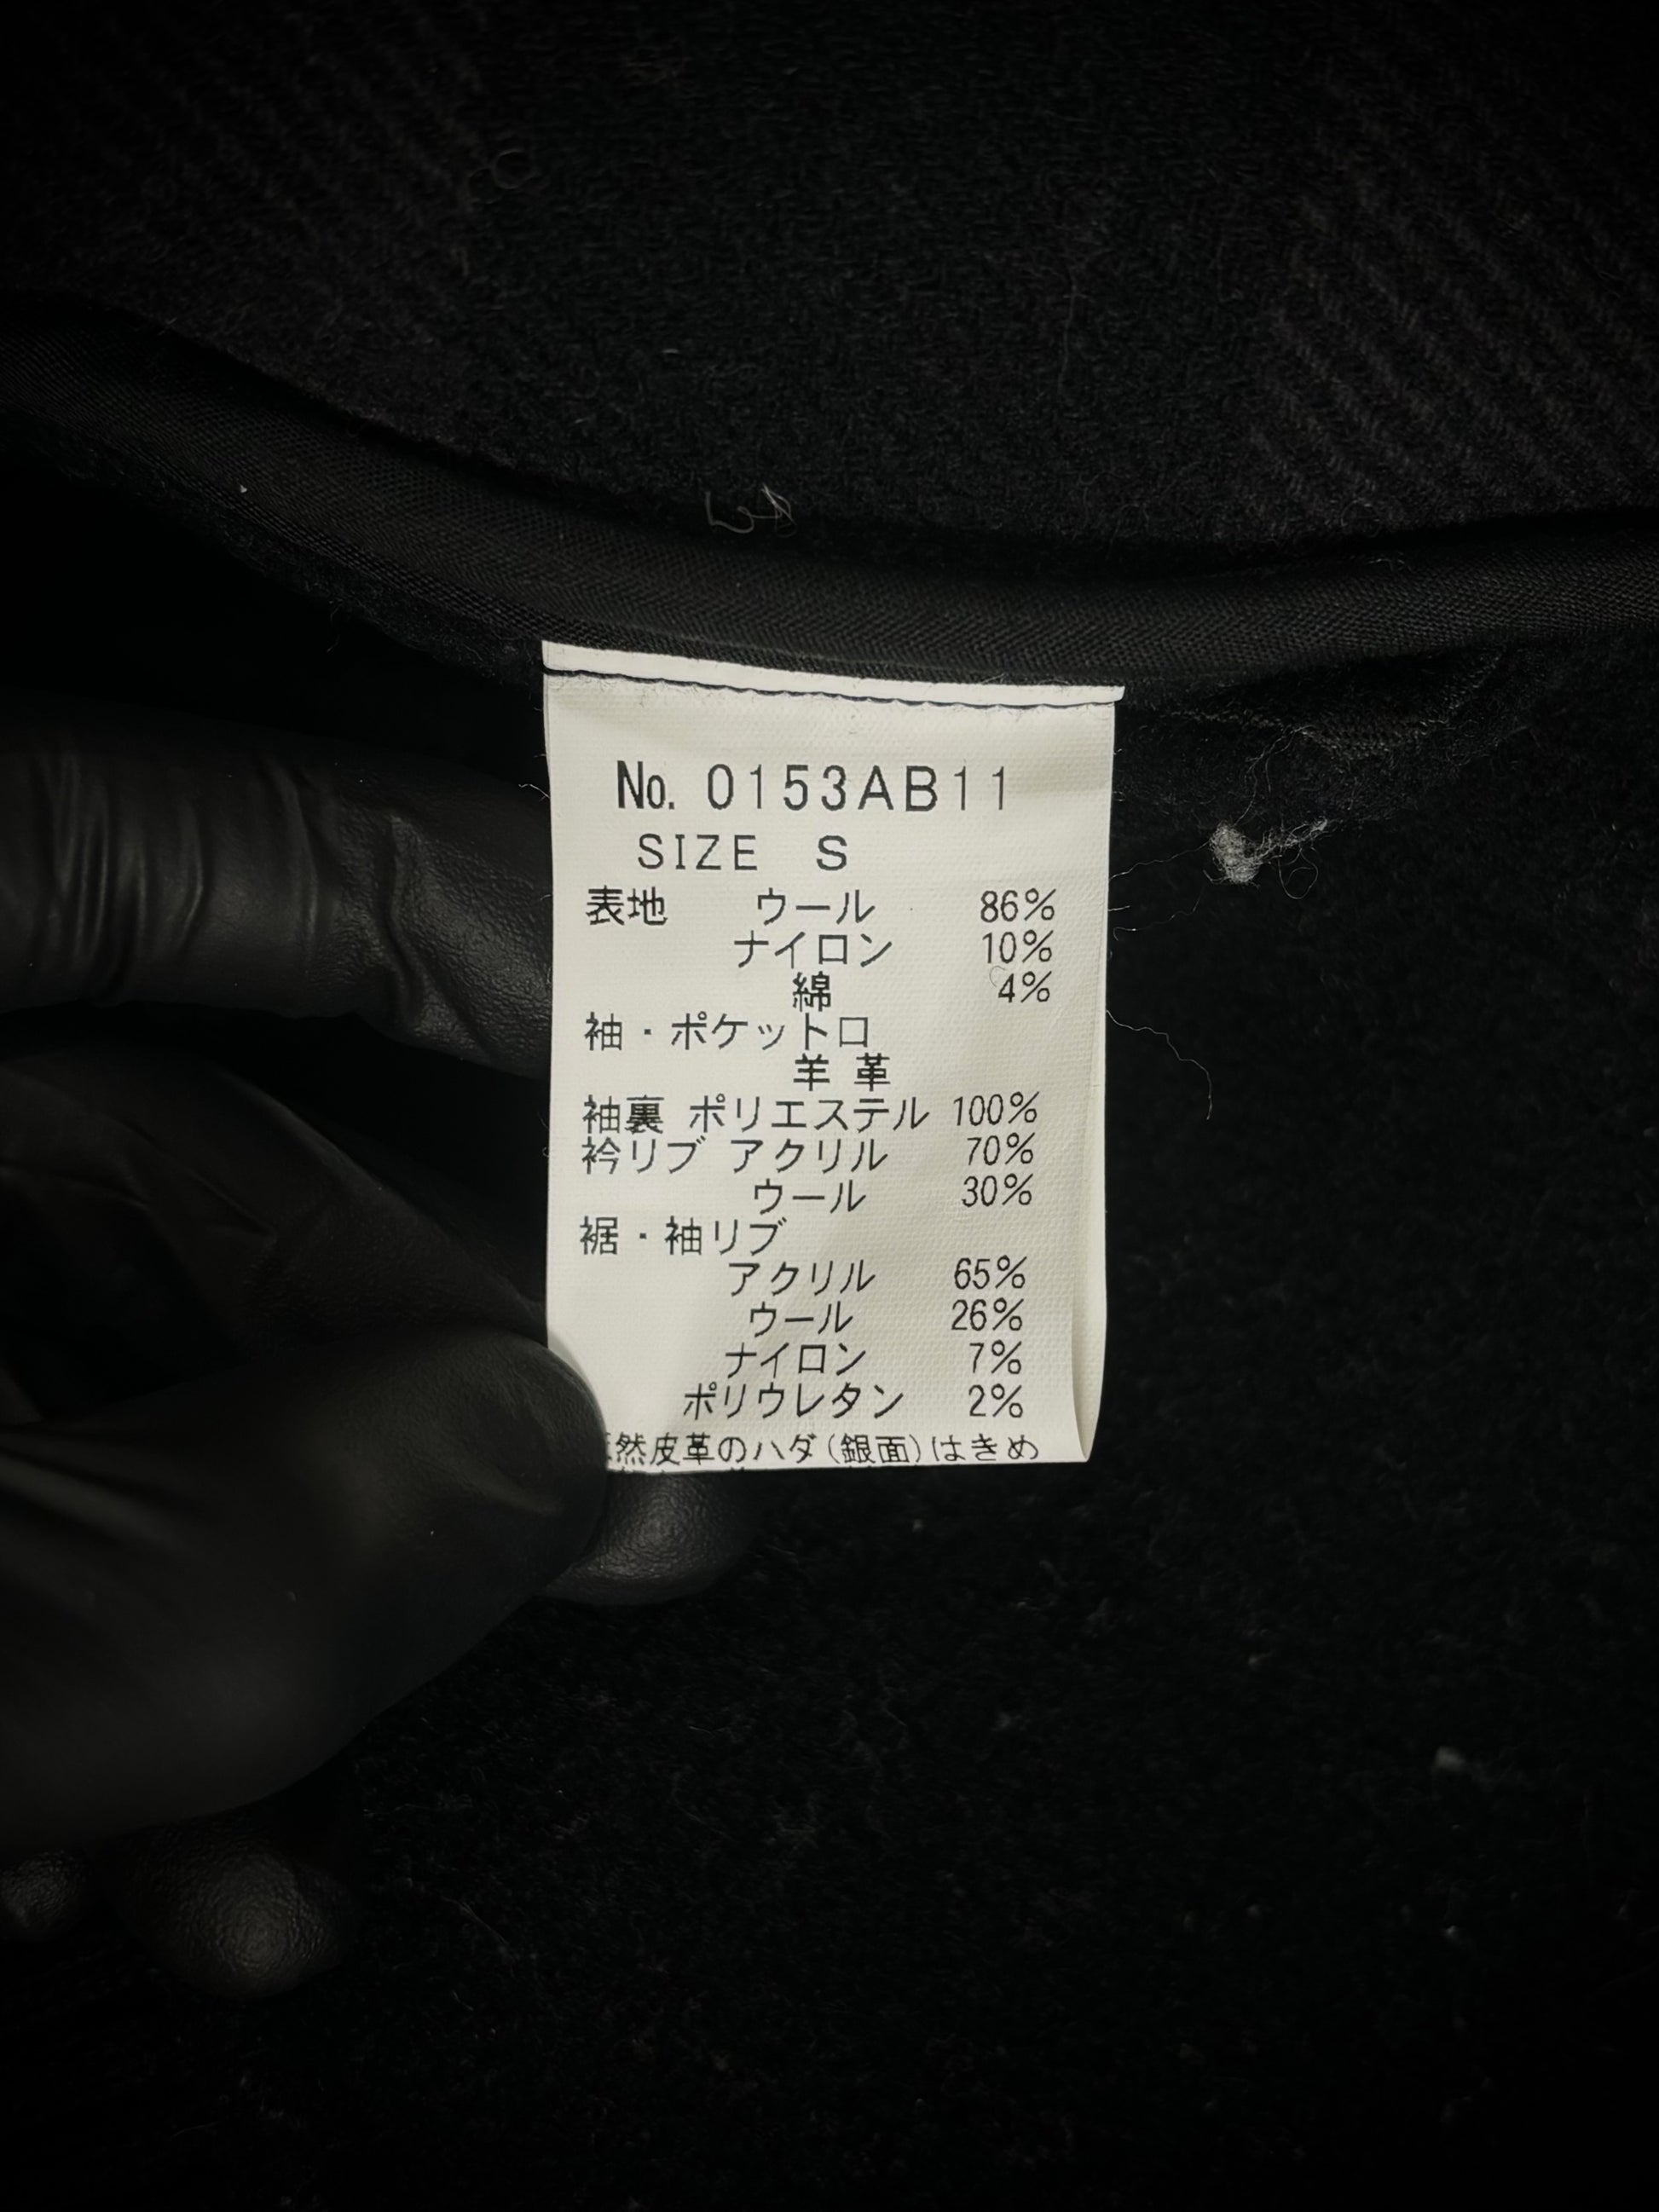 No. 0153AB11
SIZE S
表地 ウール 86%
ナイロン 10%
綿 4%
袖・ポケット口
羊革
袖裏 ポリエステル 100%
衿リブ アクリル 70%
ウール 30%
裾・袖リブ
アクリル 65%
ウール 26%
ナイロン 7%
ポリウレタン 2%
然皮革のハダ(銀面)はきめ